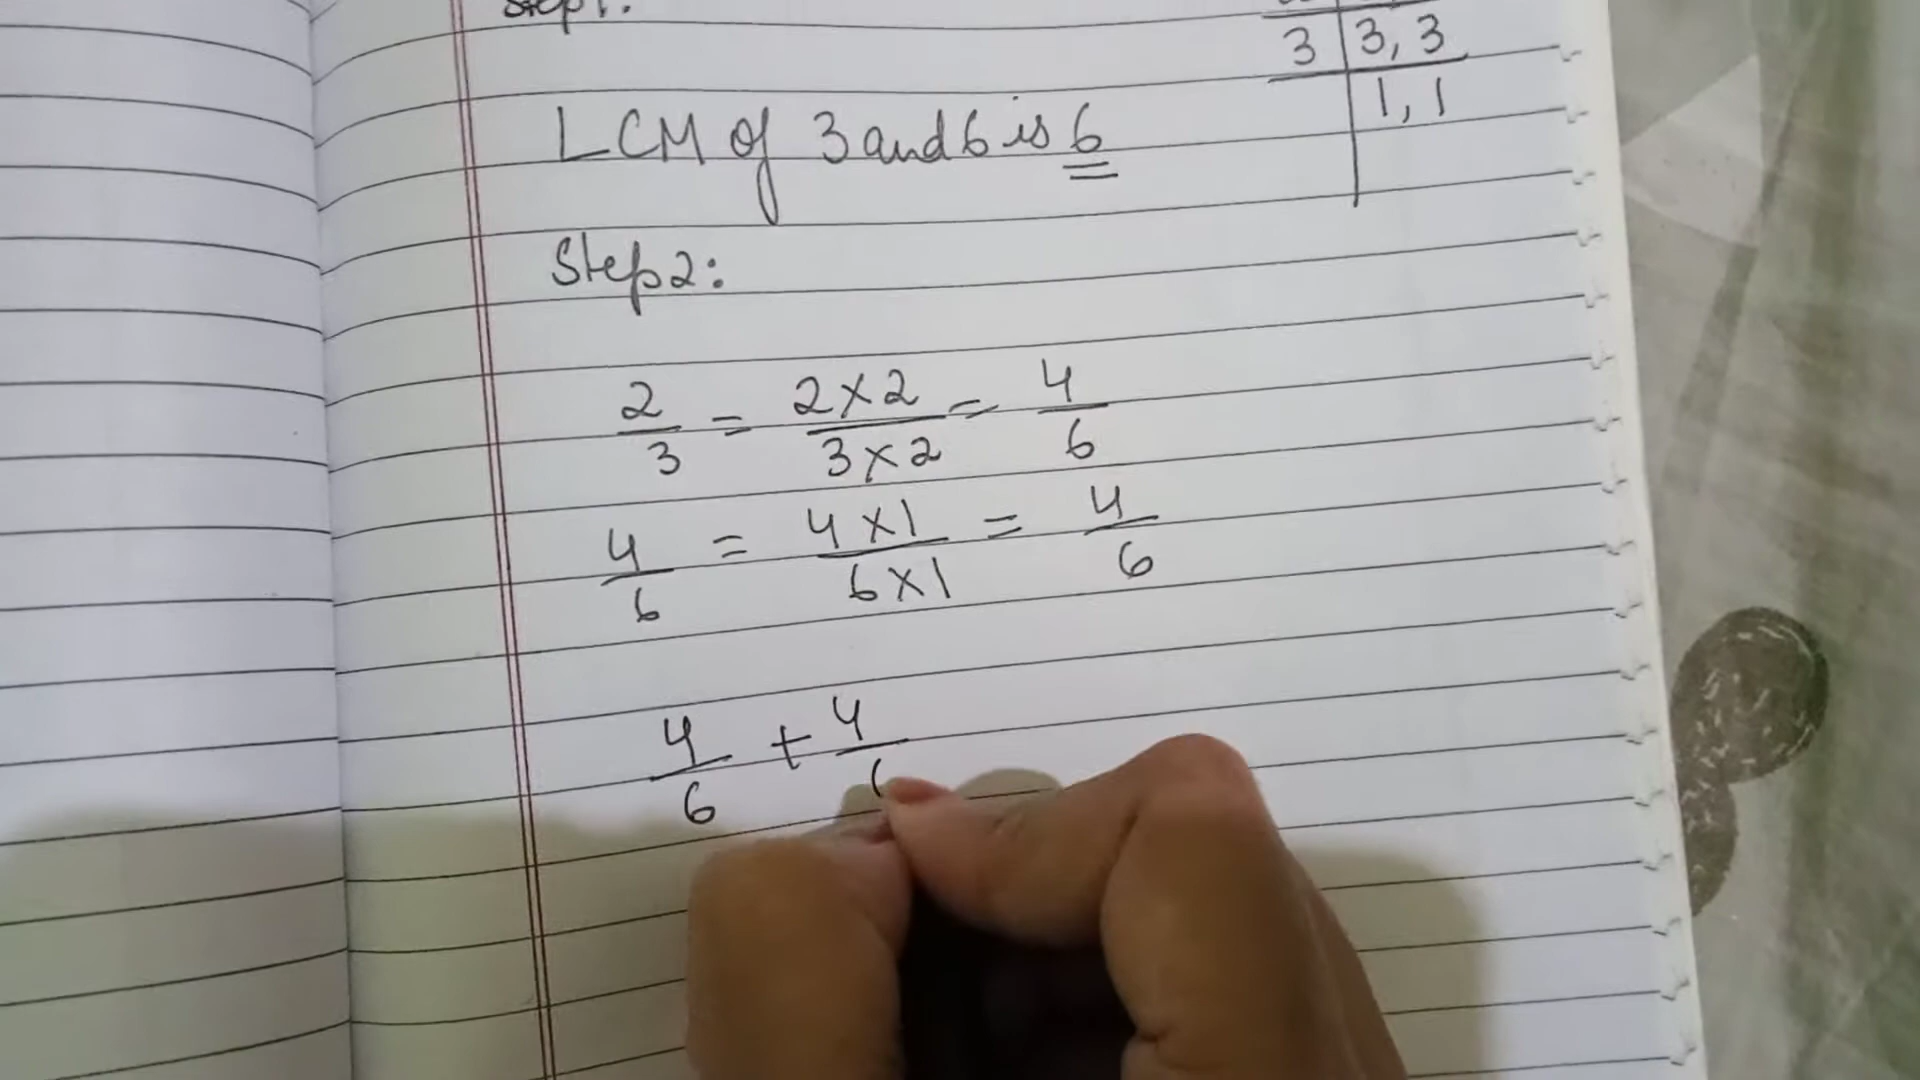 Step1:
3 | 3, 3
1, 1
LCM of 3 and 6 is 6
Step2:
2/3 = 2×2/3×2 = 4/6
4/6 = 4×1/6×1 = 4/6
4/6 + 4/